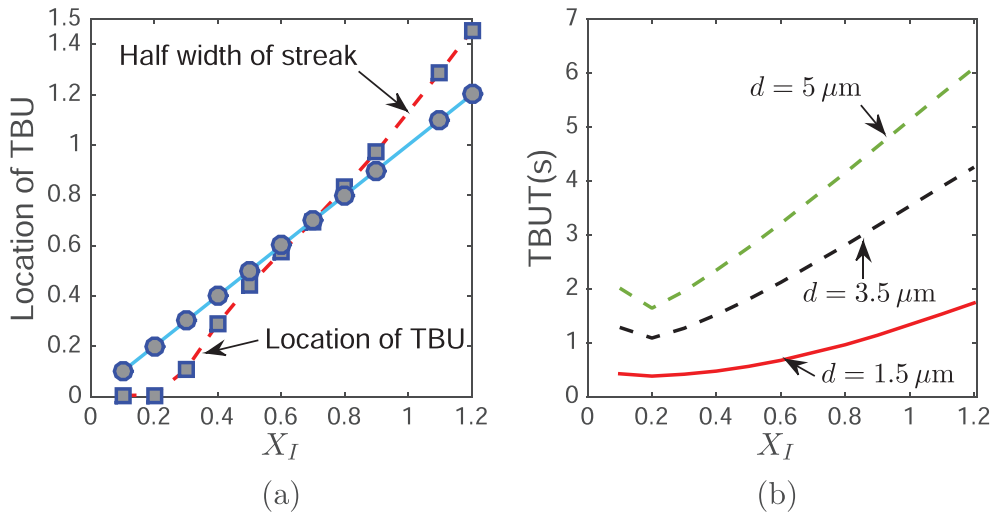 1.5
1.4
1.2
1
0.8
0.6
0.4
0.2
0
Location of TBU
Half width of streak
Location of TBU
0 0.2 0.4 0.6 0.8 1 1.2
X_I
(a)
7
6
5
4
3
2
1
0
TBUT(s)
d = 5 μm
d = 3.5 μm
d = 1.5 μm
0 0.2 0.4 0.6 0.8 1 1.2
X_I
(b)